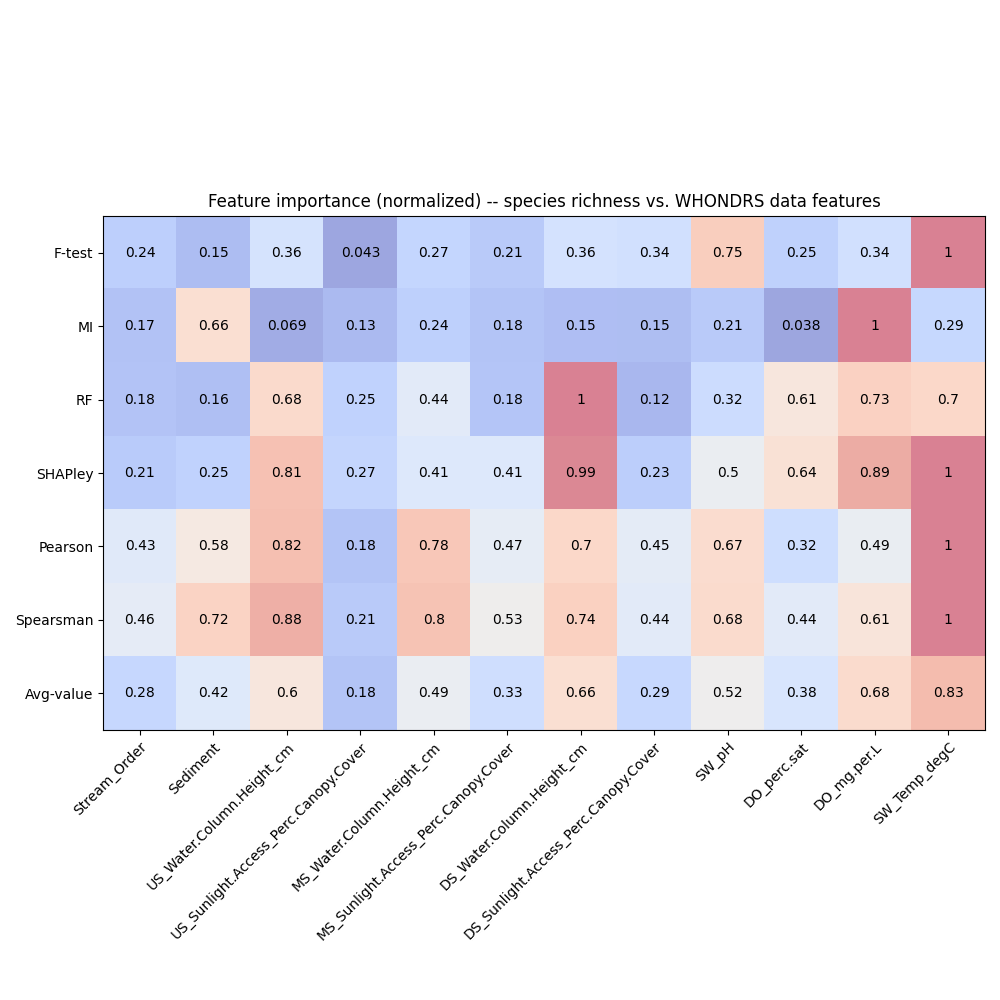 Feature importance (normalized) -- species richness vs. WHONDRS data features
F-test 0.24 0.15 0.36 0.043 0.27 0.21 0.36 0.34 0.75 0.25 0.34 1
MI 0.17 0.66 0.069 0.13 0.24 0.18 0.15 0.15 0.21 0.038 1 0.29
RF 0.18 0.16 0.68 0.25 0.44 0.18 1 0.12 0.32 0.61 0.73 0.7
SHAPley 0.21 0.25 0.81 0.27 0.41 0.41 0.99 0.23 0.5 0.64 0.89 1
Pearson 0.43 0.58 0.82 0.18 0.78 0.47 0.7 0.45 0.67 0.32 0.49 1
Spearsman 0.46 0.72 0.88 0.21 0.8 0.53 0.74 0.44 0.68 0.44 0.61 1
Avg-value 0.28 0.42 0.6 0.18 0.49 0.33 0.66 0.29 0.52 0.38 0.68 0.83
Stream_Order
Sediment
US_Water.Column.Height_cm
US_Sunlight.Access_Perc.Canopy.Cover
MS_Water.Column.Height_cm
MS_Sunlight.Access_Perc.Canopy.Cover
DS_Water.Column.Height_cm
DS_Sunlight.Access_Perc.Canopy.Cover
SW_pH
DO_perc.sat
DO_mg.per.L
SW_Temp_degC